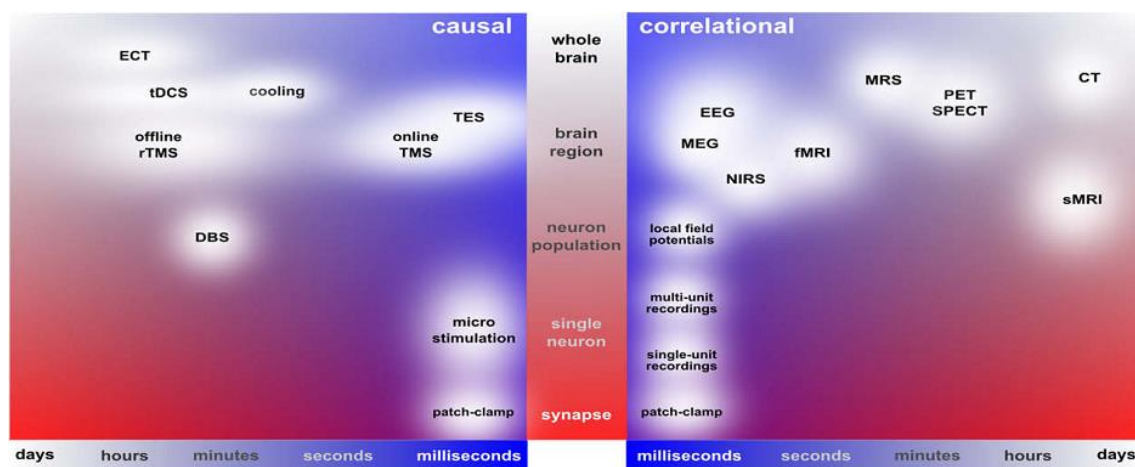 causal
ECT
tDCS
cooling
TES
offline
rTMS
online
TMS
DBS
micro
stimulation
patch-clamp
whole
brain
brain
region
neuron
population
single
neuron
synapse
correlational
MRS
PET
SPECT
CT
EEG
MEG
fMRI
NIRS
sMRI
local field
potentials
multi-unit
recordings
single-unit
recordings
patch-clamp
days hours minutes seconds milliseconds
milliseconds seconds minutes hours days